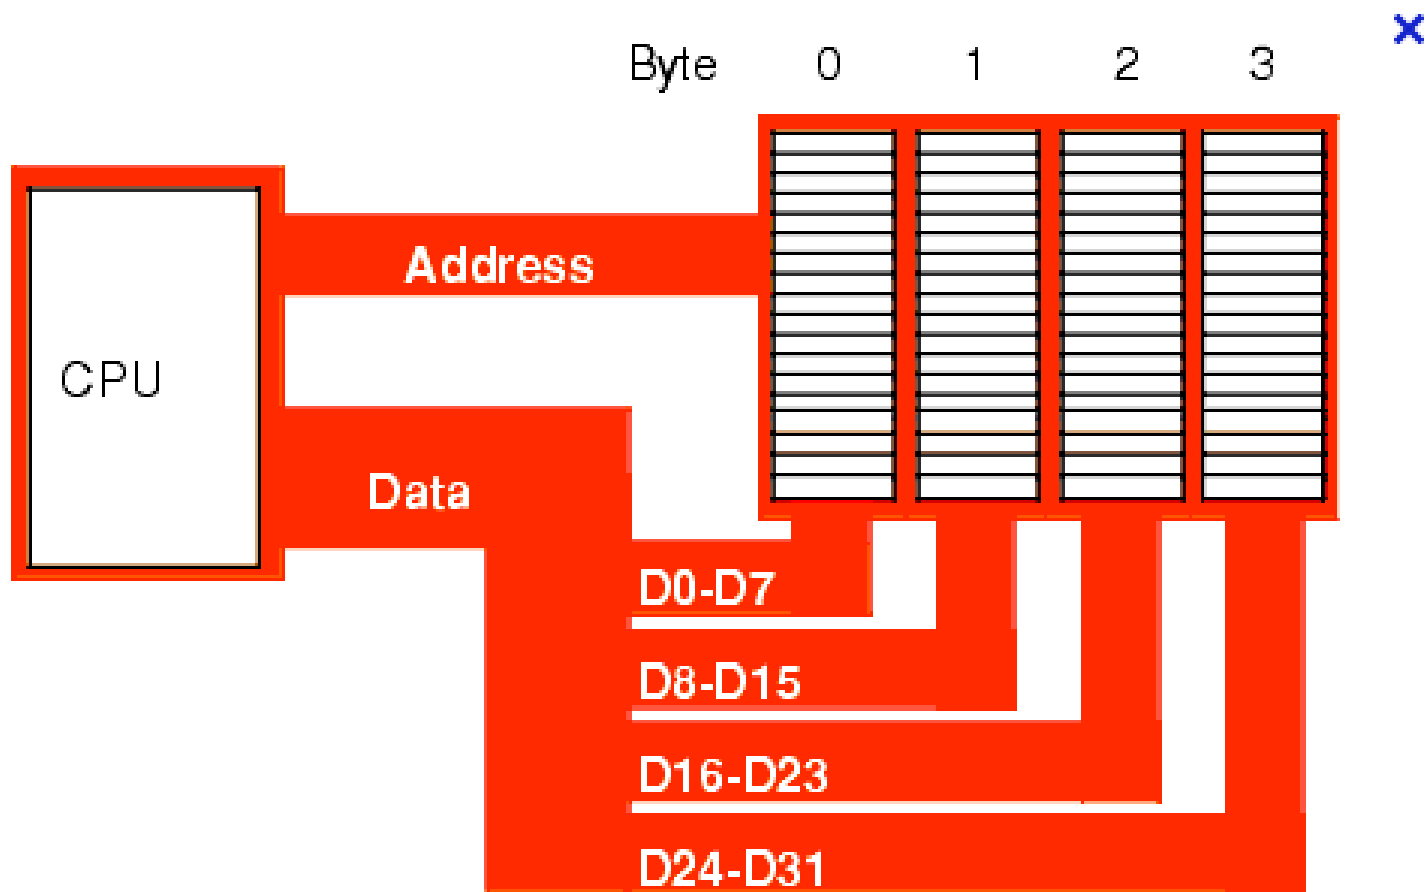 Byte 0 1 2 3
Address
CPU
Data
D0-D7
D8-D15
D16-D23
D24-D31